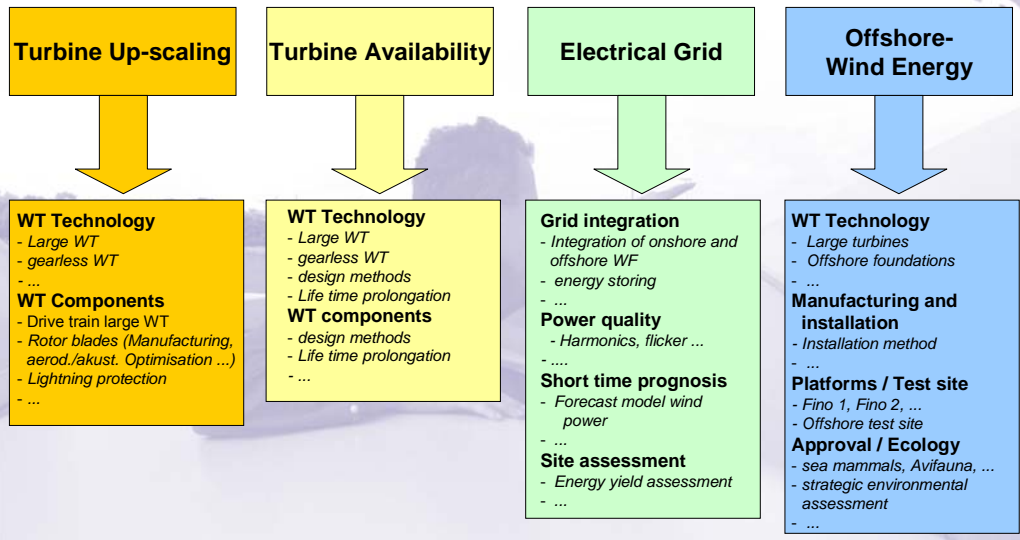 Turbine Up-scaling
WT Technology
- Large WT
- gearless WT
- ...
WT Components
- Drive train large WT
- Rotor blades (Manufacturing,
aerod./akust. Optimisation ...)
- Lightning protection
- ...
Turbine Availability
WT Technology
- Large WT
- gearless WT
- design methods
- Life time prolongation
WT components
- design methods
- Life time prolongation
- ...
Electrical Grid
Grid integration
- Integration of onshore and
offshore WF
- energy storing
- ...
Power quality
- Harmonics, flicker ...
- ....
Short time prognosis
- Forecast model wind
power
- ...
Site assessment
- Energy yield assessment
- ...
Offshore-
Wind Energy
WT Technology
- Large turbines
- Offshore foundations
- ...
Manufacturing and
installation
- Installation method
- ...
Platforms / Test site
- Fino 1, Fino 2, ...
- Offshore test site
Approval / Ecology
- sea mammals, Avifauna, ...
- strategic environmental
assessment
- ...